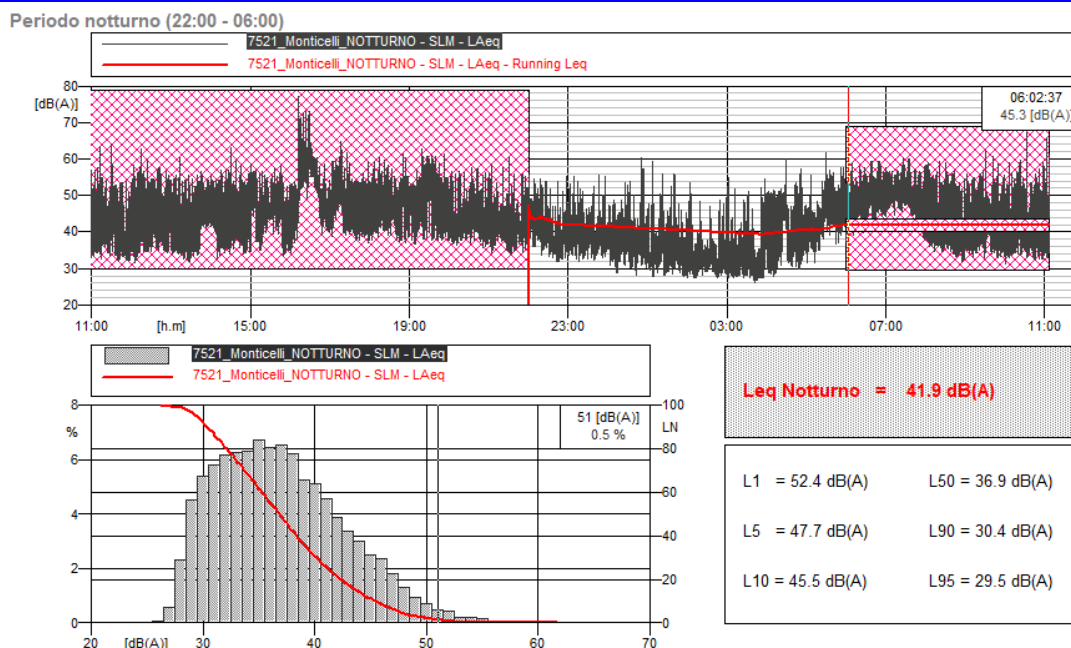 Periodo notturno (22:00 - 06:00)
7521_Monticelli_NOTTURNO - SLM - LAeq
7521_Monticelli_NOTTURNO - SLM - LAeq - Running Leq
80
[dB(A)]
70
60
50
40
30
20
06:02:37
45.3 [dB(A)]
11:00 [h.m] 15:00 19:00 23:00 03:00 07:00 11:00
7521_Monticelli_NOTTURNO - SLM - LAeq
7521_Monticelli_NOTTURNO - SLM - LAeq
8
%
6
4
2
0
51 [dB(A)]
0.5 %
100
LN
80
60
40
20
0
20 [dB(A)] 30 40 50 60 70
Leq Notturno = 41.9 dB(A)
L1 = 52.4 dB(A) L50 = 36.9 dB(A)
L5 = 47.7 dB(A) L90 = 30.4 dB(A)
L10 = 45.5 dB(A) L95 = 29.5 dB(A)